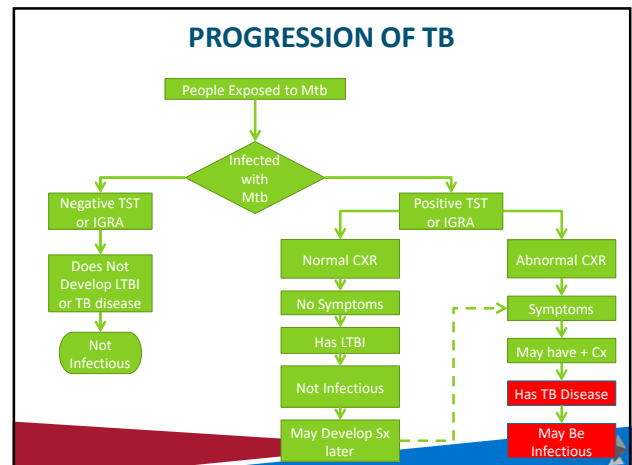 PROGRESSION OF TB
People Exposed to Mtb
Infected
with
Mtb
Negative TST
or IGRA
Does Not
Develop LTBI
or TB disease
Not
Infectious
Positive TST
or IGRA
Normal CXR
No Symptoms
Has LTBI
Not Infectious
May Develop Sx
later
Abnormal CXR
Symptoms
May have + Cx
Has TB Disease
May Be
Infectious